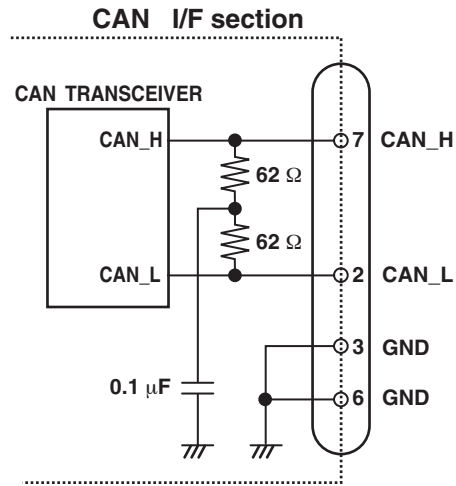 CAN I/F section
CAN TRANSCEIVER
CAN_H
7 CAN_H
62 Ω
62 Ω
CAN_L
2 CAN_L
3 GND
0.1 μF
6 GND